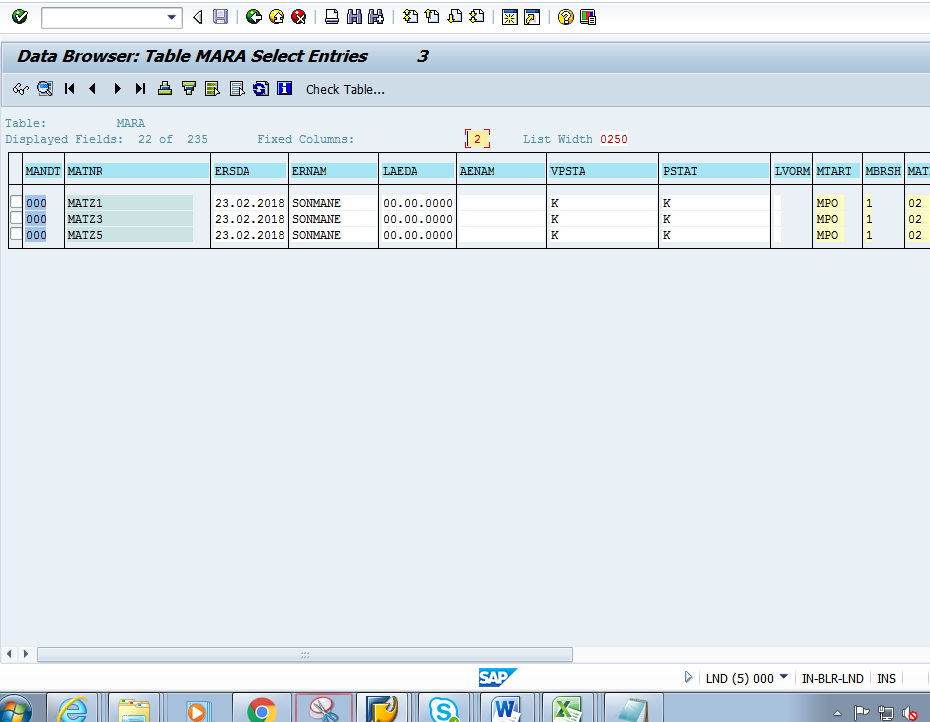 Data Browser: Table MARA Select Entries 3
Check Table...
Table: MARA
Displayed Fields: 22 of 235 Fixed Columns: 2 List Width 0250
MANDT MATNR ERSDA ERNAM LAEDA AENAM VPSTA PSTAT LVORM MTART MBRSH MAT
000 MATZ1 23.02.2018 SONMANE 00.00.0000 K K MPO 1 02
000 MATZ3 23.02.2018 SONMANE 00.00.0000 K K MPO 1 02
000 MATZ5 23.02.2018 SONMANE 00.00.0000 K K MPO 1 02
SAP LND (5) 000 IN-BLR-LND INS